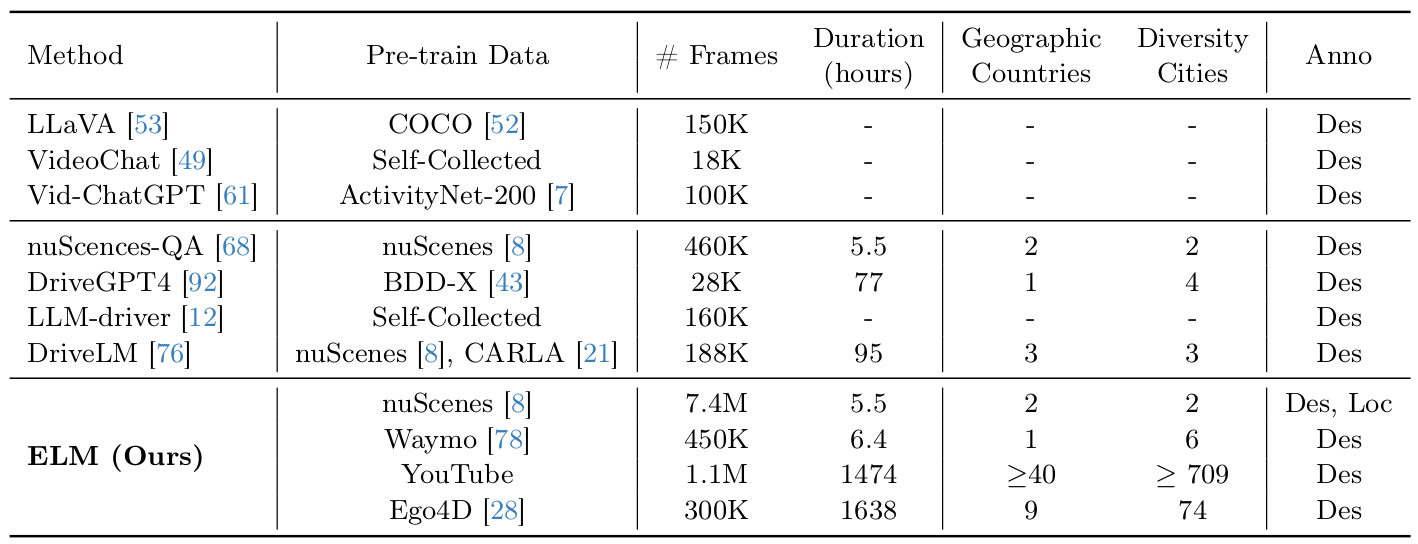 Method Pre-train Data # Frames Duration (hours) Geographic Countries Diversity Cities Anno
LLaVA [53] COCO [52] 150K - - - Des
VideoChat [49] Self-Collected 18K - - - Des
Vid-ChatGPT [61] ActivityNet-200 [7] 100K - - - Des
nuScences-QA [68] nuScenes [8] 460K 5.5 2 2 Des
DriveGPT4 [92] BDD-X [43] 28K 77 1 4 Des
LLM-driver [12] Self-Collected 160K - - - Des
DriveLM [76] nuScenes [8], CARLA [21] 188K 95 3 3 Des
ELM (Ours)
nuScenes [8] 7.4M 5.5 2 2 Des, Loc
Waymo [78] 450K 6.4 1 6 Des
YouTube 1.1M 1474 ≥40 ≥ 709 Des
Ego4D [28] 300K 1638 9 74 Des